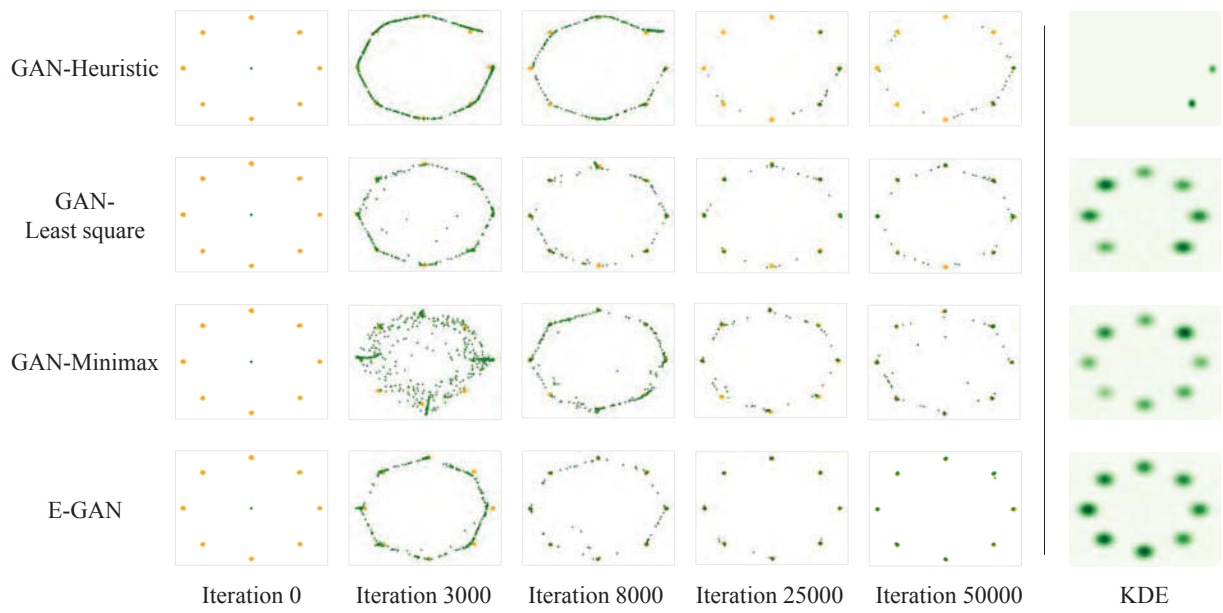 GAN-Heuristic
GAN-
Least square
GAN-Minimax
E-GAN
Iteration 0 Iteration 3000 Iteration 8000 Iteration 25000 Iteration 50000 KDE